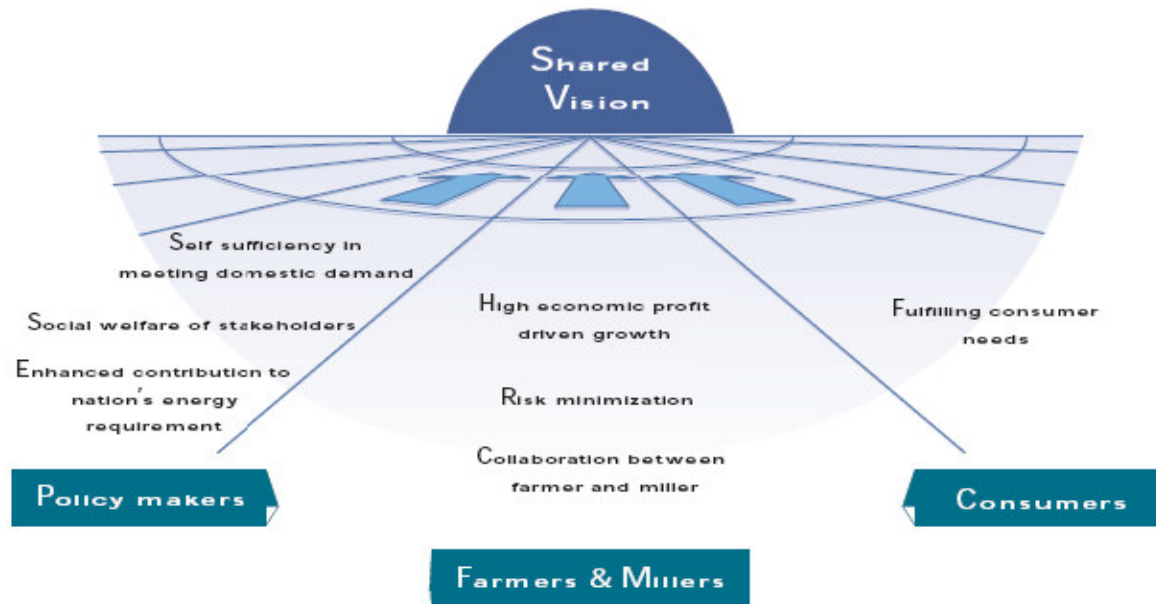 Shared
Vision
Self sufficiency in
meeting domestic demand
Social welfare of stakeholders
Enhanced contribution to
nation's energy
requirement
High economic profit
driven growth
Risk minimization
Collaboration between
farmer and miller
Fulfilling consumer
needs
Policy makers
Farmers & Millers
Consumers